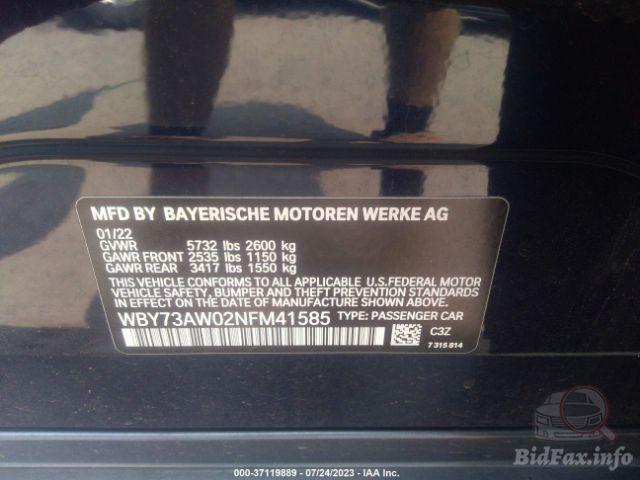 MFD BY BAYERISCHE MOTOREN WERKE AG
01/22
GVWR 5732 lbs 2600 kg
GAWR FRONT 2535 lbs 1150 kg
GAWR REAR 3417 lbs 1550 kg
THIS VEHICLE CONFORMS TO ALL APPLICABLE U.S.FEDERAL MOTOR
VEHICLE SAFETY, BUMPER, AND THEFT PREVENTION STANDARDS
IN EFFECT ON THE DATE OF MANUFACTURE SHOWN ABOVE.
WBY73AW02NFM41585 TYPE: PASSENGER CAR
C3Z
7 315 814
BidFax.info
000-37119889 - 07/24/2023 - IAA Inc.